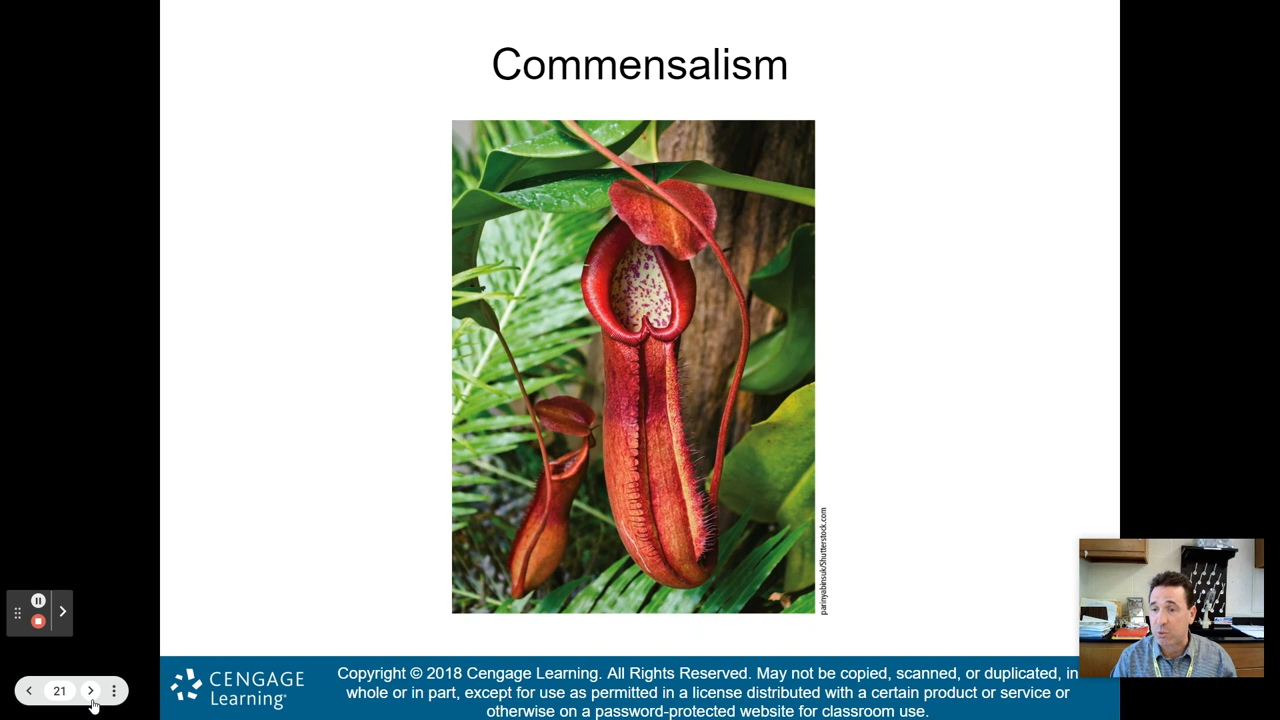 Commensalism
parinyabinsuk/Shutterstock.com
21
CENGAGE
Learning
Copyright © 2018 Cengage Learning. All Rights Reserved. May not be copied, scanned, or duplicated, in
whole or in part, except for use as permitted in a license distributed with a certain product or service or
otherwise on a password-protected website for classroom use.